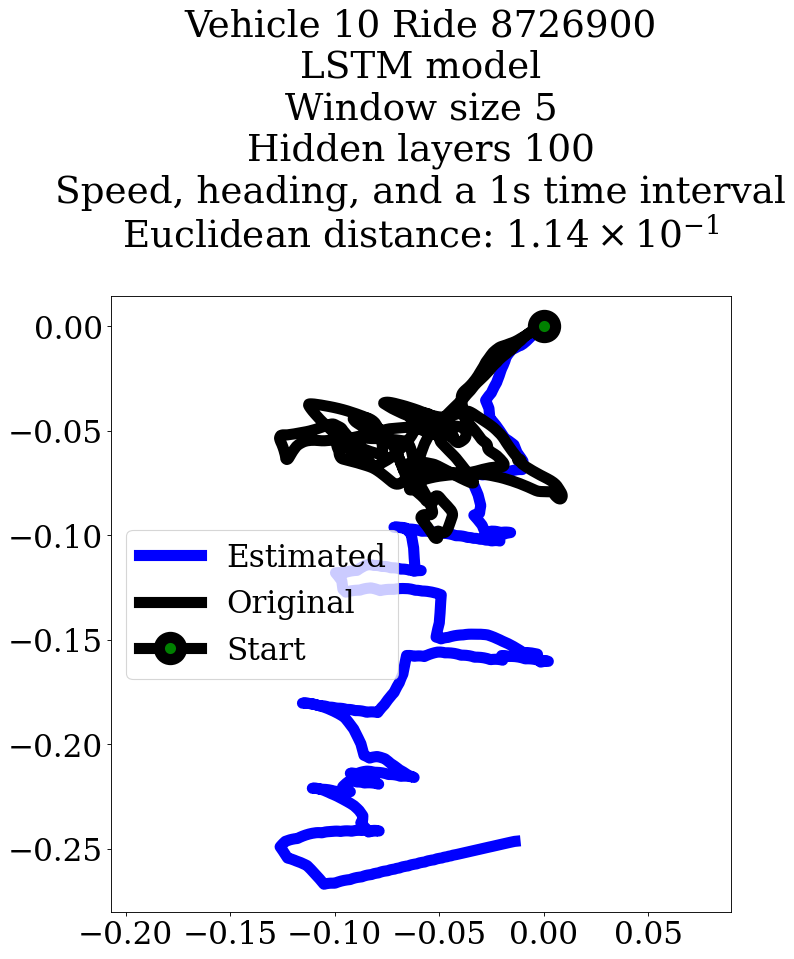 Vehicle 10 Ride 8726900
LSTM model
Window size 5
Hidden layers 100
Speed, heading, and a 1s time interval
Euclidean distance: 1.14 × 10⁻¹
0.00
−0.05
−0.10
−0.15
−0.20
−0.25
Estimated
Original
Start
−0.20 −0.15 −0.10 −0.05 0.00 0.05